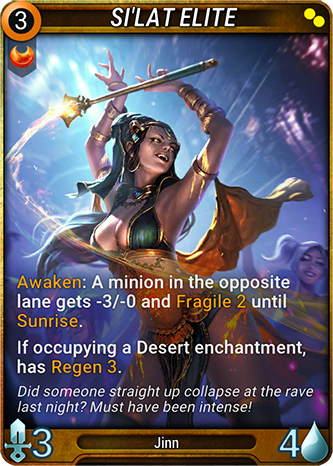 3
SI'LAT ELITE
Awaken: A minion in the opposite
lane gets -3/-0 and Fragile 2 until
Sunrise.
If occupying a Desert enchantment,
has Regen 3.
Did someone straight up collapse at the rave
last night? Must have been intense!
3
Jinn
4